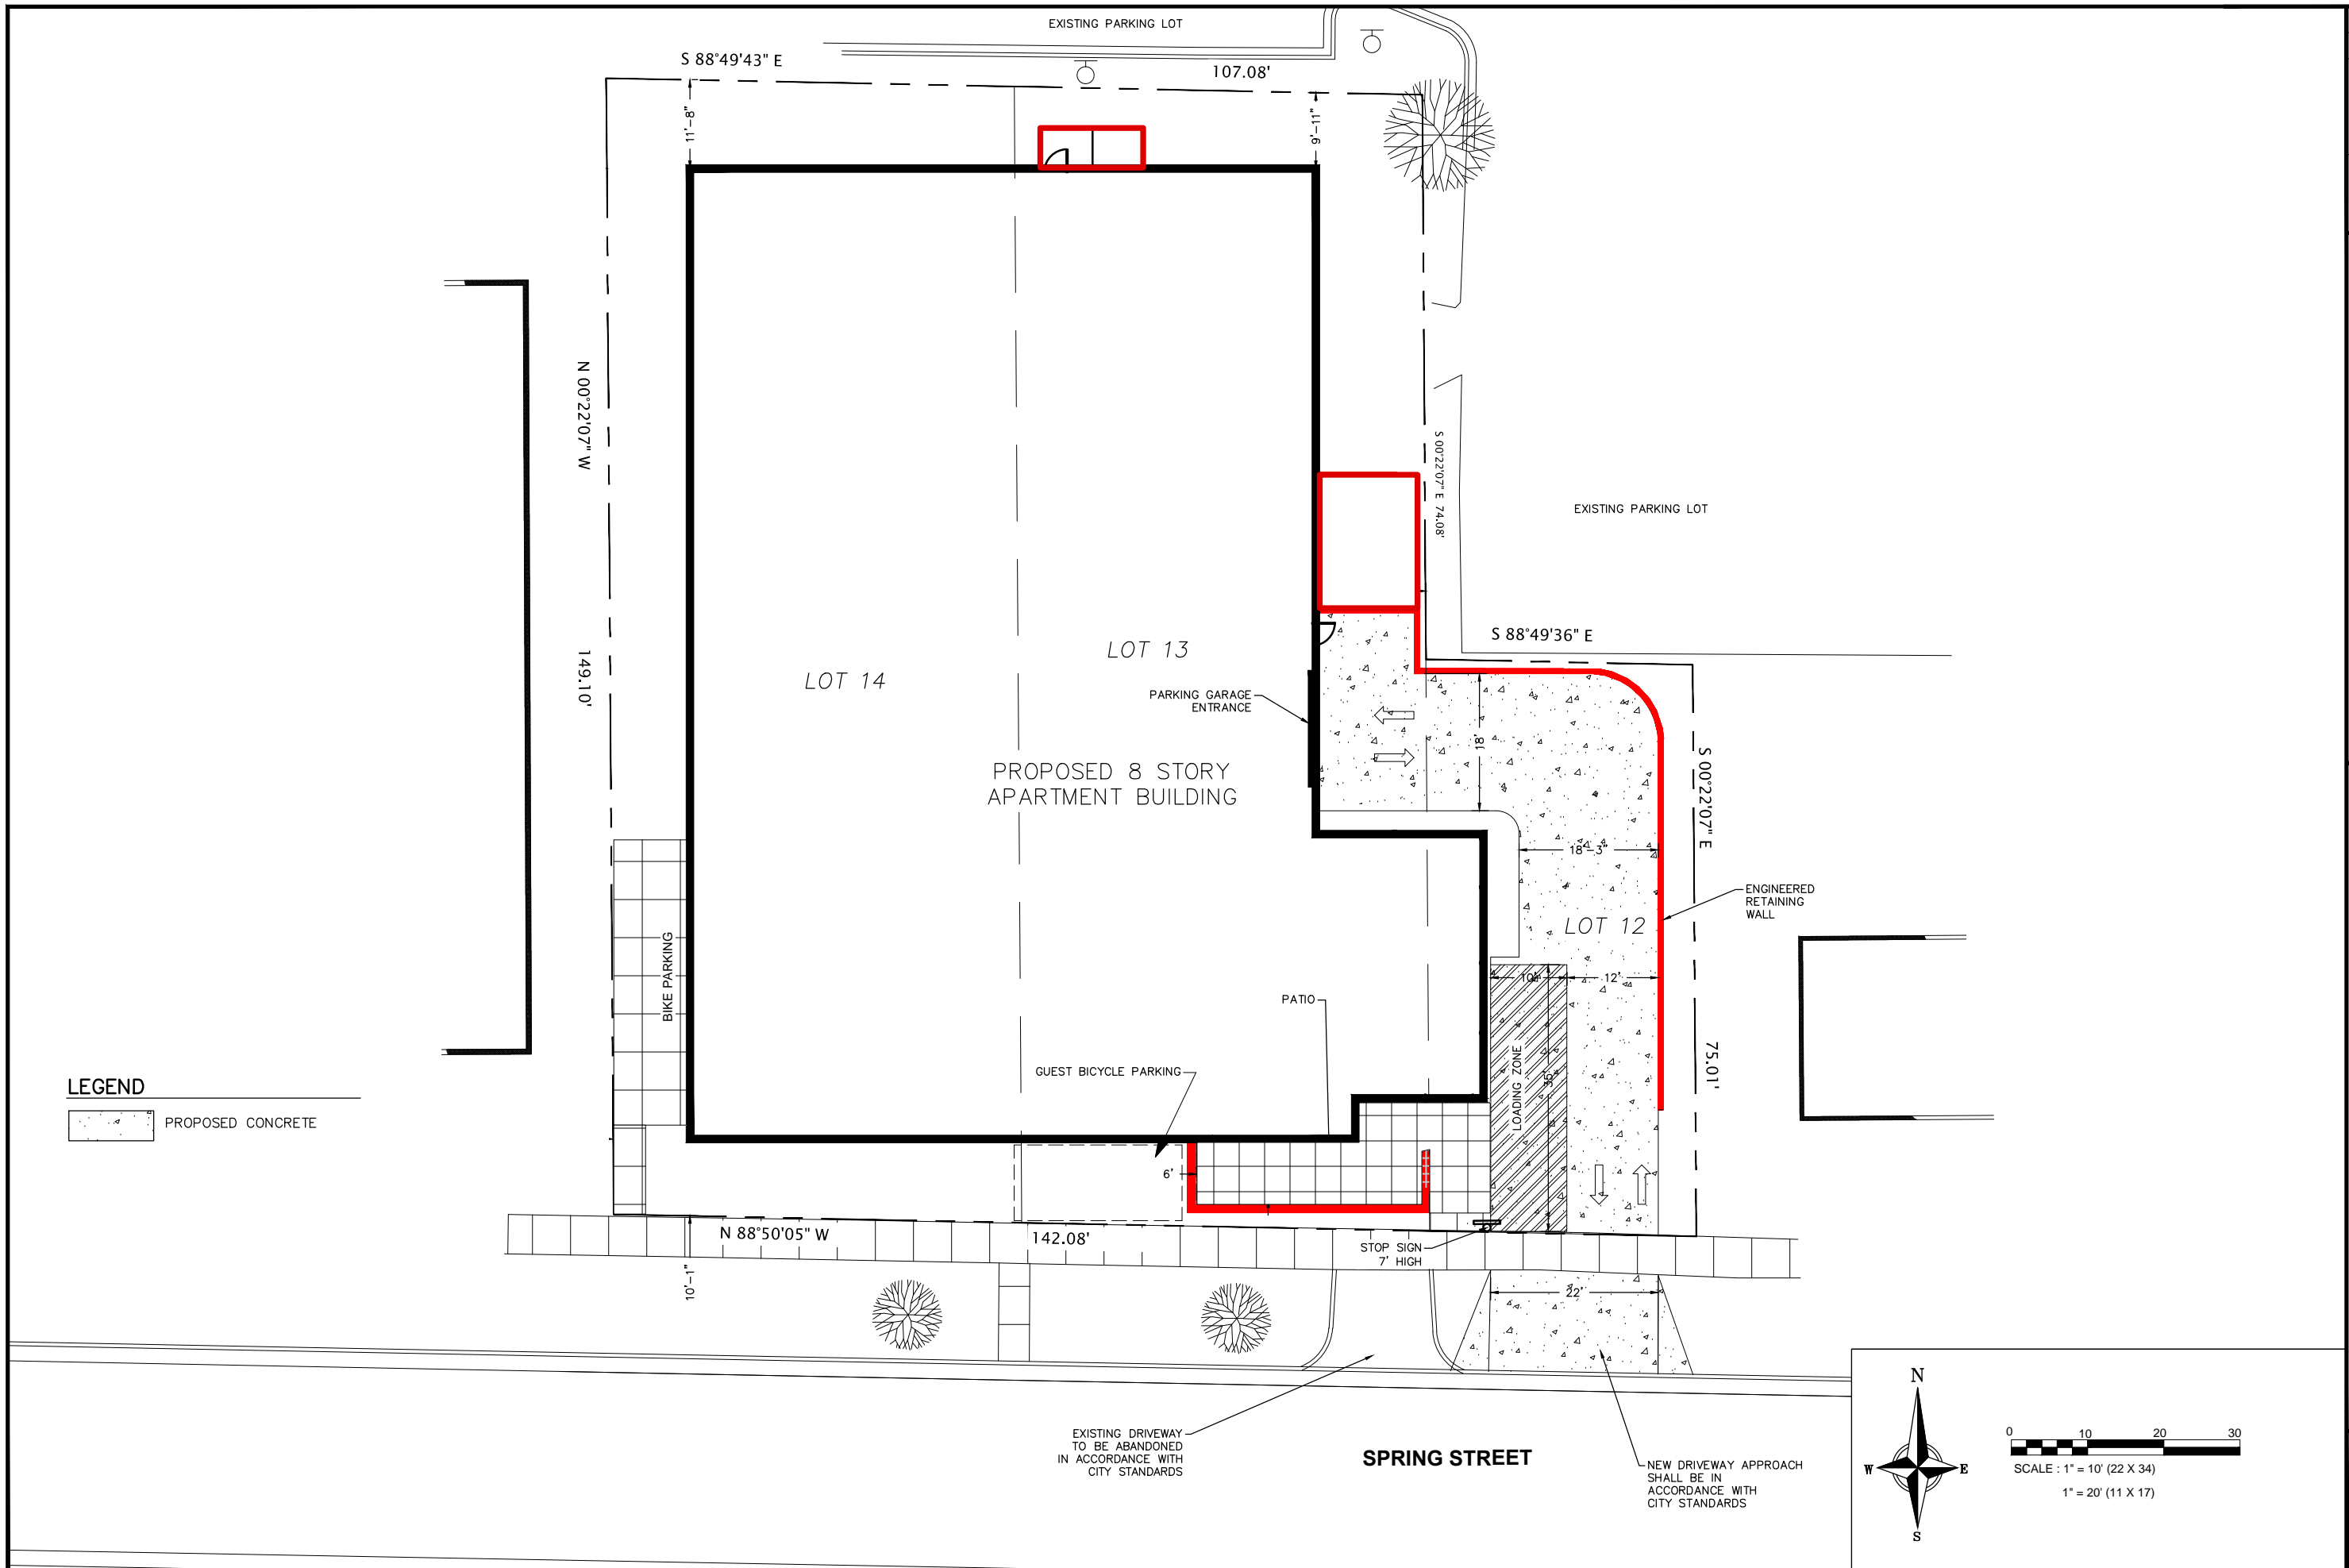 EXISTING PARKING LOT
S 88°49'43" E
107.08'
11'-8"
9'-11"
N 00°22'07" W
149.10'
S 00°22'07" E 74.08'
EXISTING PARKING LOT
S 88°49'36" E
LOT 13
LOT 14
PARKING GARAGE
ENTRANCE
18'
PROPOSED 8 STORY
APARTMENT BUILDING
S 00°22'07" E
75.01'
18'-3"
ENGINEERED
RETAINING
WALL
LOT 12
BIKE PARKING
10'
12'
PATIO
LOADING ZONE
35'
GUEST BICYCLE PARKING
LEGEND
PROPOSED CONCRETE
6'
N 88°50'05" W
142.08'
STOP SIGN
7' HIGH
10'-1"
22'
EXISTING DRIVEWAY
TO BE ABANDONED
IN ACCORDANCE WITH
CITY STANDARDS
SPRING STREET
NEW DRIVEWAY APPROACH
SHALL BE IN
ACCORDANCE WITH
CITY STANDARDS
N
W
E
S
0 10 20 30
SCALE : 1" = 10' (22 X 34)
1" = 20' (11 X 17)